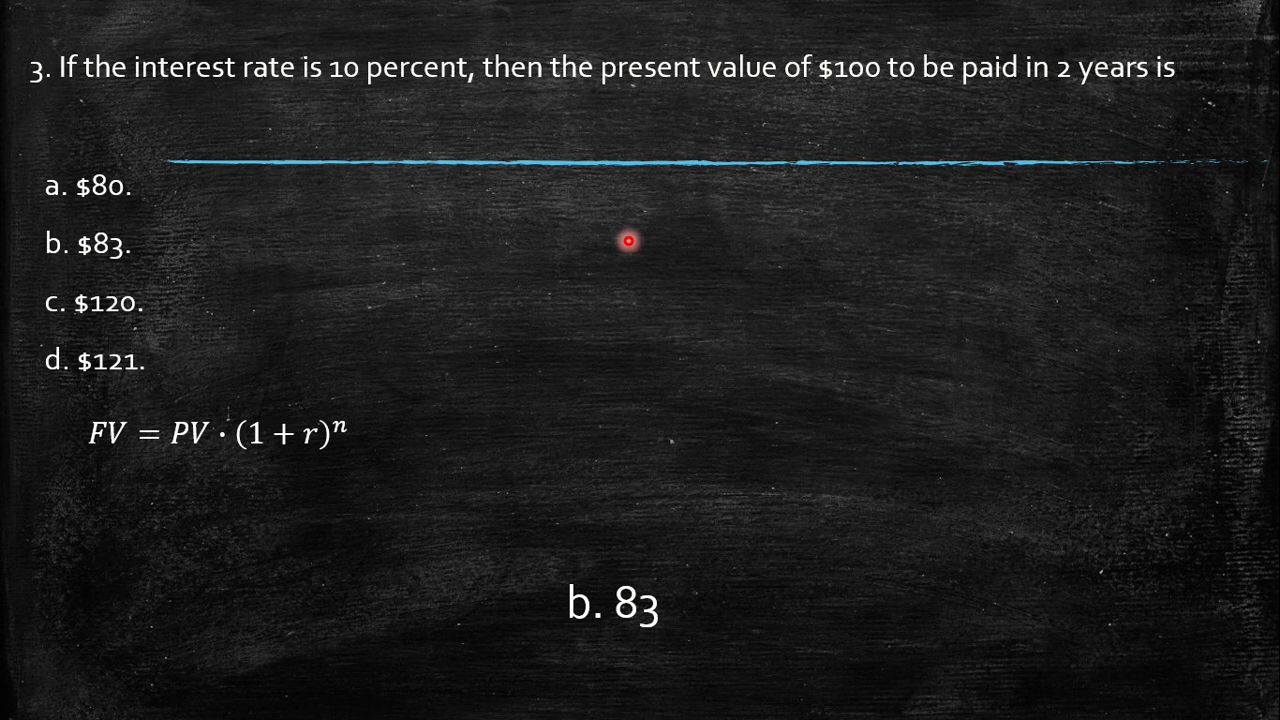 3. If the interest rate is 10 percent, then the present value of $100 to be paid in 2 years is
a. $80.
b. $83.
c. $120.
d. $121.
𝐹𝑉 = 𝑃𝑉 · (1 + 𝑟)ⁿ
b. 83